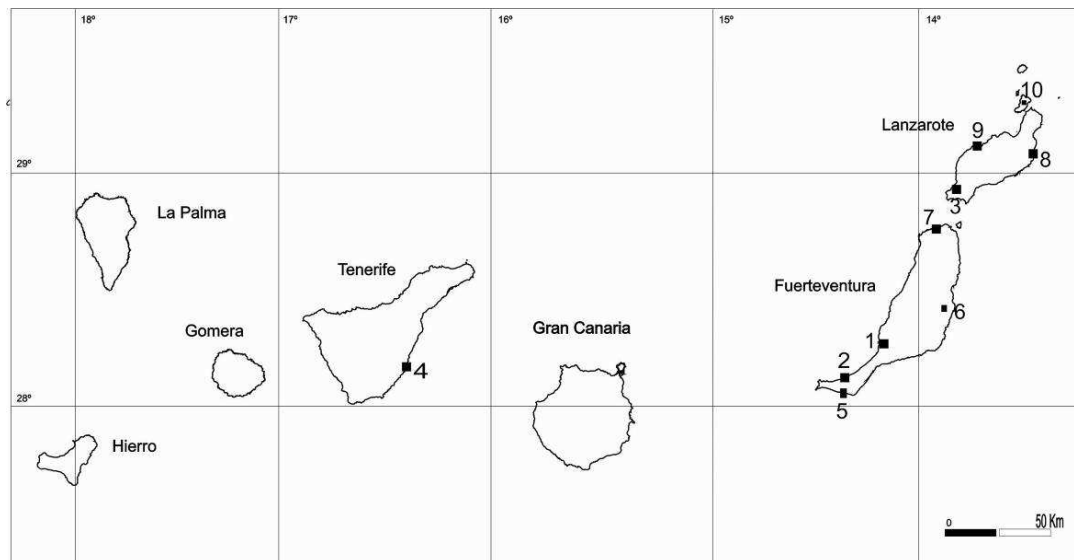 18º
17º
16º
15º
14º
10
Lanzarote
9
8
29º
3
La Palma
7
Tenerife
Fuerteventura
6
Gomera
Gran Canaria
1
4
2
28º
5
Hierro
0
50 Km